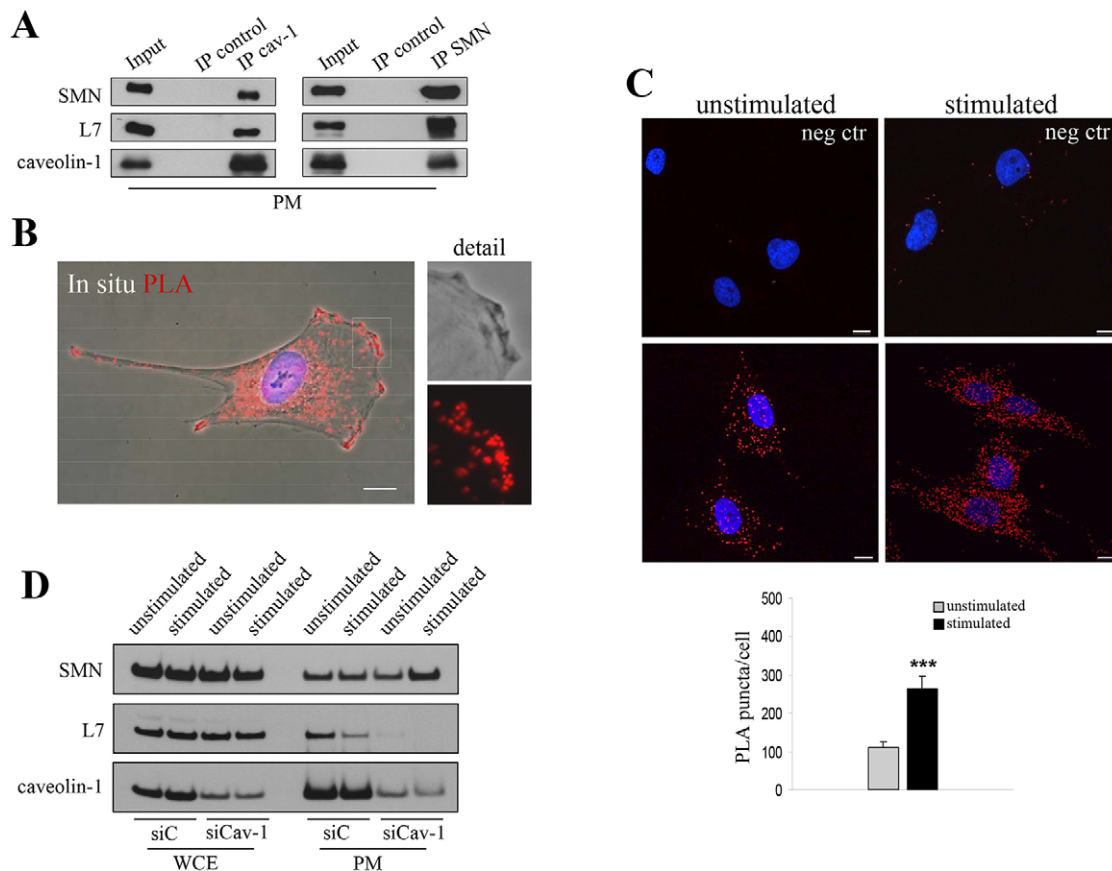 A
Input
IP control
IP cav-1
Input
IP control
IP SMN
SMN
L7
caveolin-1
PM
B
In situ PLA
detail
C
unstimulated
stimulated
neg ctr
neg ctr
500
400
300
200
100
0
PLA puncta/cell
unstimulated
stimulated
***
D
unstimulated
stimulated
unstimulated
stimulated
unstimulated
stimulated
unstimulated
stimulated
SMN
L7
caveolin-1
siC
siCav-1
siC
siCav-1
WCE
PM